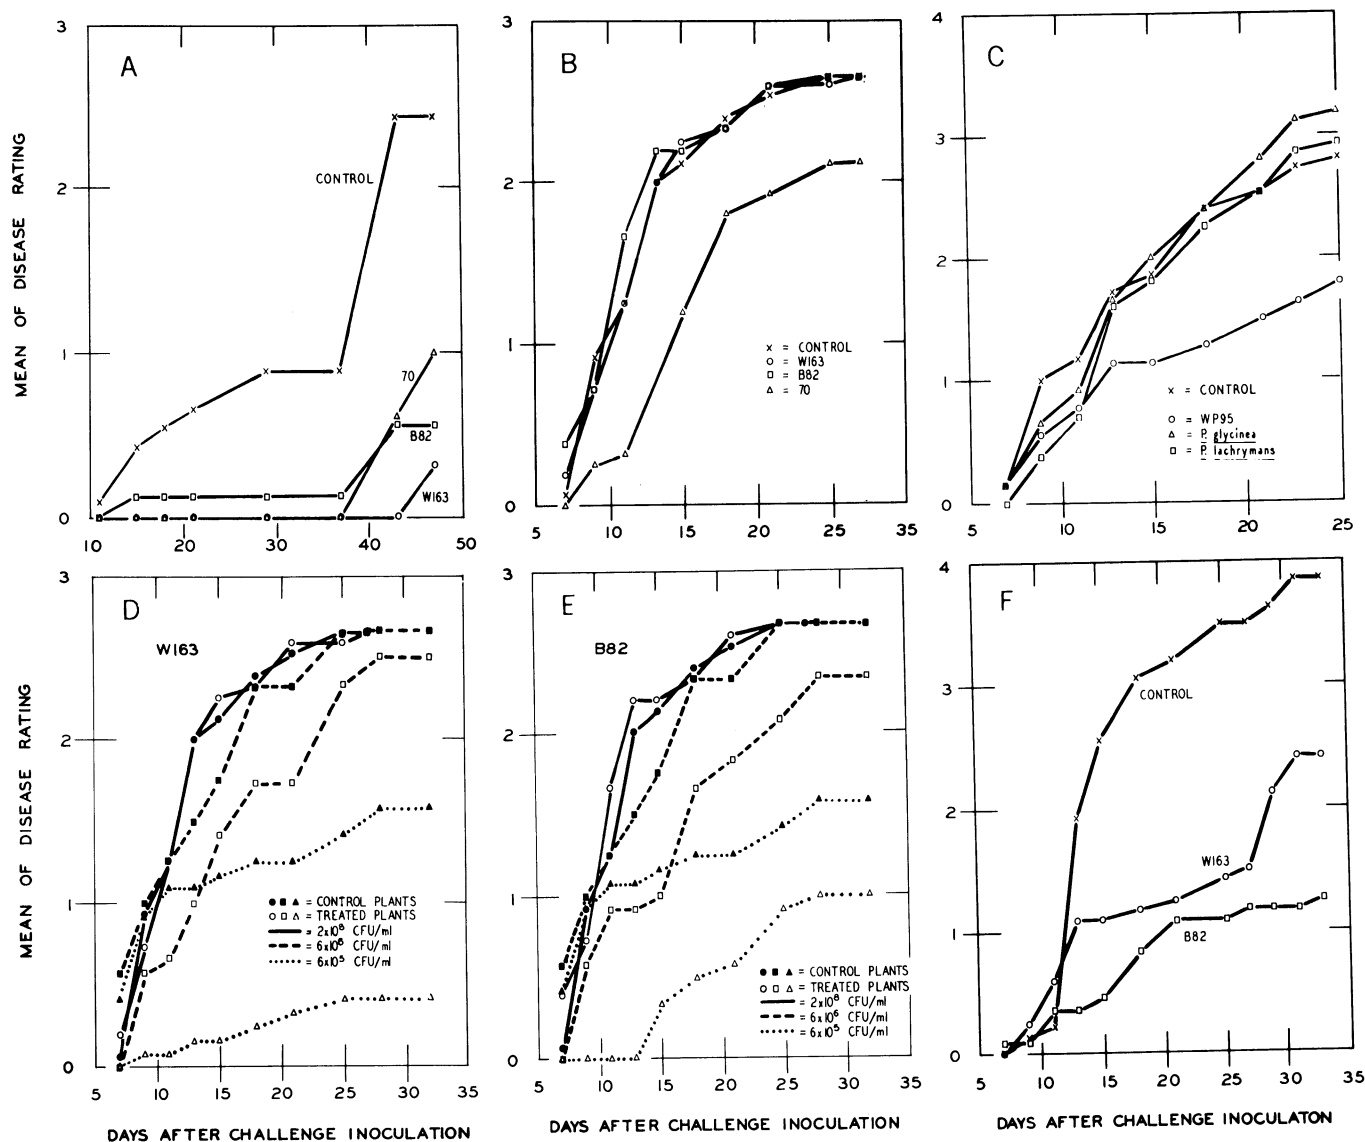 A
3
2
1
0
MEAN OF DISEASE RATING
CONTROL
70
B82
W163
10 20 30 40 50
B
3
2
1
0
x = CONTROL
○ = W163
□ = B82
△ = 70
5 10 15 20 25 30 35
C
4
3
2
1
0
x = CONTROL
○ = WP95
△ = P. glycinea
□ = P. lachrymans
5 10 15 20 25
D
W163
3
2
1
0
MEAN OF DISEASE RATING
● ■ ▲ = CONTROL PLANTS
○ □ △ = TREATED PLANTS
= 2x10⁸ CFU/ml
= 6x10⁶ CFU/ml
= 6x10⁵ CFU/ml
5 10 15 20 25 30 35
DAYS AFTER CHALLENGE INOCULATION
E
B82
3
2
1
0
● ■ ▲ = CONTROL PLANTS
○ □ △ = TREATED PLANTS
= 2x10⁸ CFU/ml
= 6x10⁶ CFU/ml
= 6x10⁵ CFU/ml
5 10 15 20 25 30 35
DAYS AFTER CHALLENGE INOCULATION
F
4
3
2
1
0
CONTROL
W163
B82
5 10 15 20 25 30 35
DAYS AFTER CHALLENGE INOCULATON